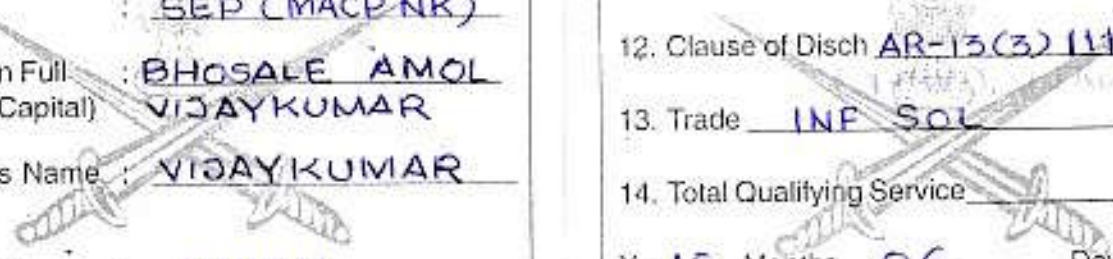 : SEP (MACP NK)
n Full : BHOSALE AMOL
Capital) VIJAYKUMAR
s Name : VIJAYKUMAR
12. Clause of Disch AR-13(3) III
13. Trade INF SOL
14. Total Qualifying Service
Y 15 Months 06